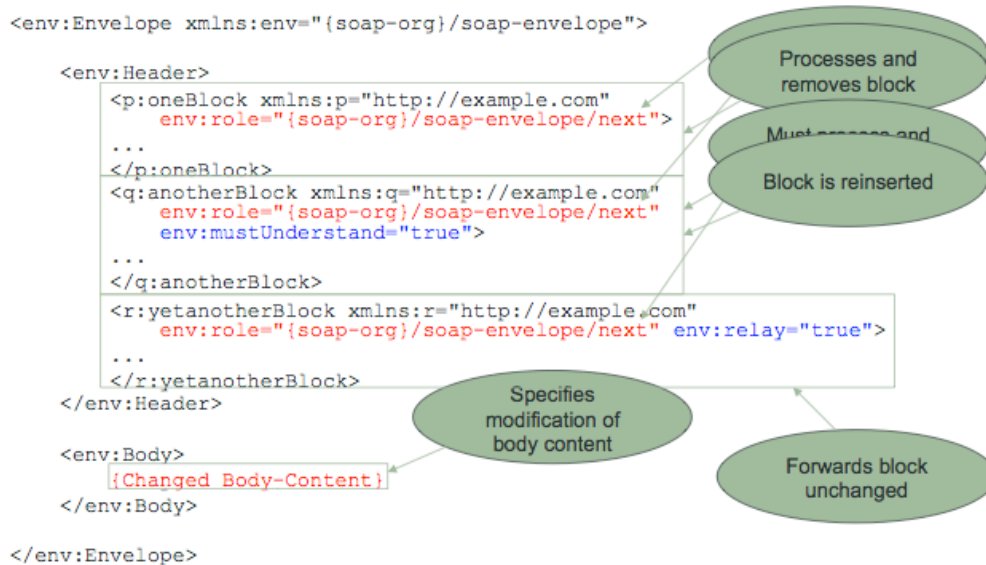 <env:Envelope xmlns:env="{soap-org}/soap-envelope">
<env:Header>
<p:oneBlock xmlns:p="http://example.com"
env:role="{soap-org}/soap-envelope/next">
...
</p:oneBlock>
<q:anotherBlock xmlns:q="http://example.com"
env:role="{soap-org}/soap-envelope/next"
env:mustUnderstand="true">
...
</q:anotherBlock>
<r:yetanotherBlock xmlns:r="http://example.com"
env:role="{soap-org}/soap-envelope/next" env:relay="true">
...
</r:yetanotherBlock>
</env:Header>
<env:Body>
{Changed Body-Content}
</env:Body>
</env:Envelope>
Processes and
removes block
Must process and
Block is reinserted
Specifies
modification of
body content
Forwards block
unchanged